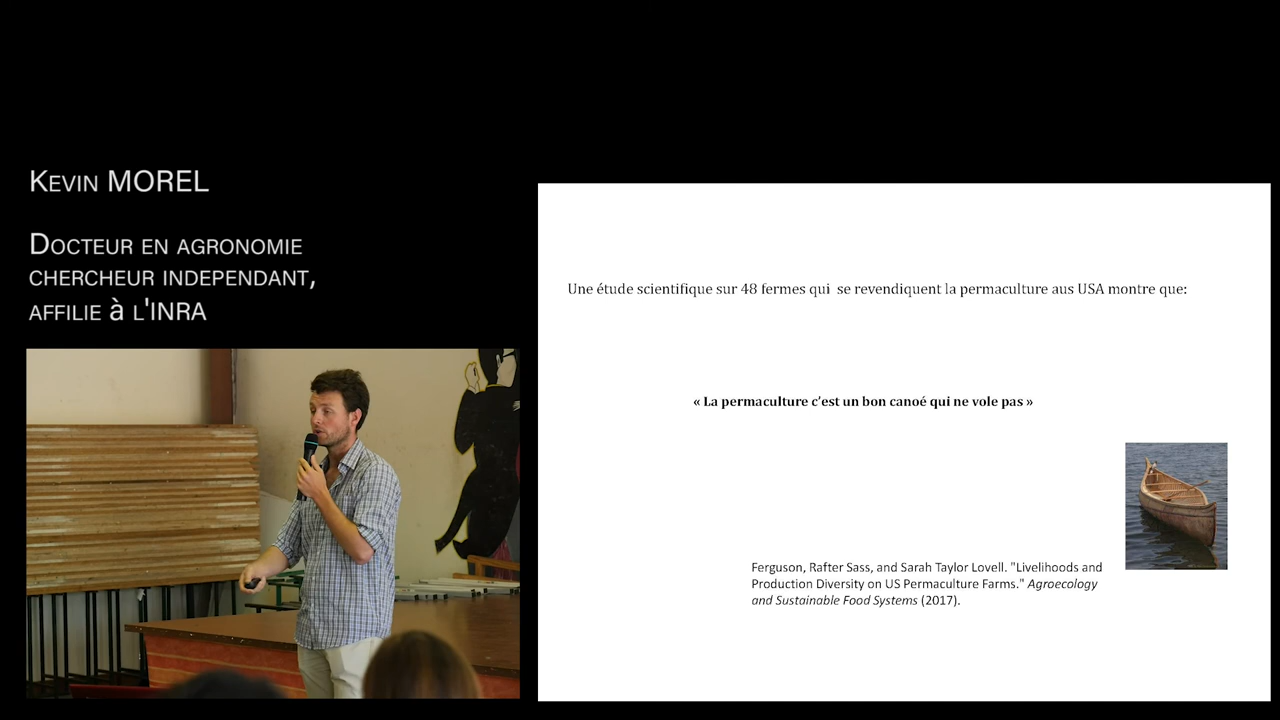 Kevin MOREL
Docteur en agronomie
chercheur independant,
affilie à l'INRA
Une étude scientifique sur 48 fermes qui se revendiquent la permaculture aus USA montre que:
« La permaculture c'est un bon canoé qui ne vole pas »
Ferguson, Rafter Sass, and Sarah Taylor Lovell. "Livelihoods and
Production Diversity on US Permaculture Farms." Agroecology
and Sustainable Food Systems (2017).